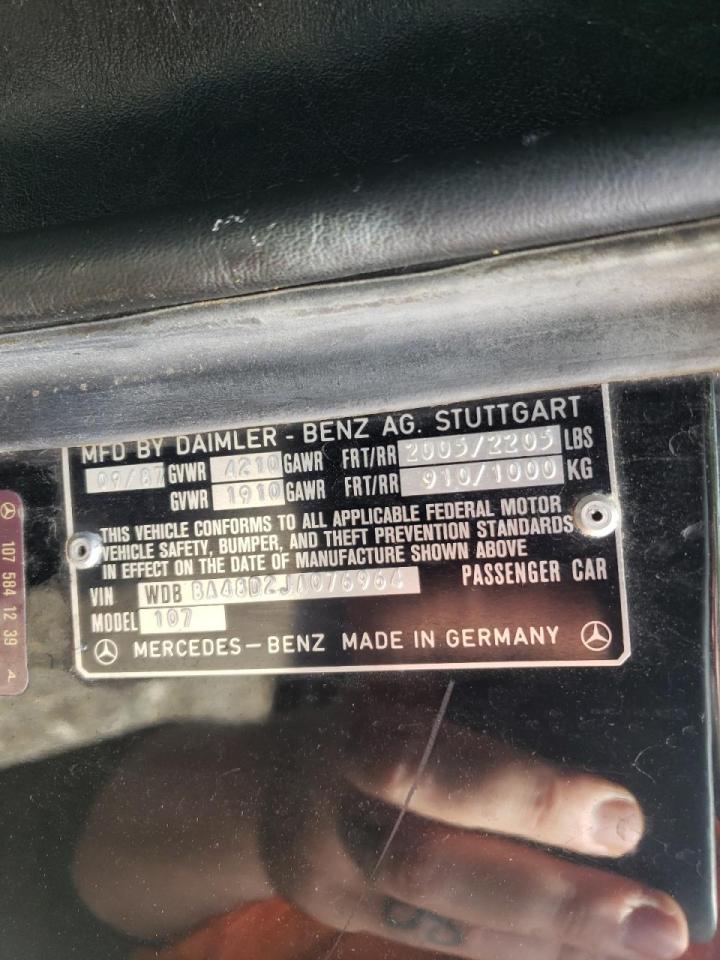 MFD BY DAIMLER - BENZ AG. STUTTGART
09/87 GVWR 4210 GAWR FRT/RR 2005/2205 LBS
GVWR 1910 GAWR FRT/RR 910/1000 KG
THIS VEHICLE CONFORMS TO ALL APPLICABLE FEDERAL MOTOR
VEHICLE SAFETY, BUMPER, AND THEFT PREVENTION STANDARDS
IN EFFECT ON THE DATE OF MANUFACTURE SHOWN ABOVE
VIN WDB BA48D2JA076964 PASSENGER CAR
MODEL 107
MERCEDES-BENZ MADE IN GERMANY
107 584 12 39 A